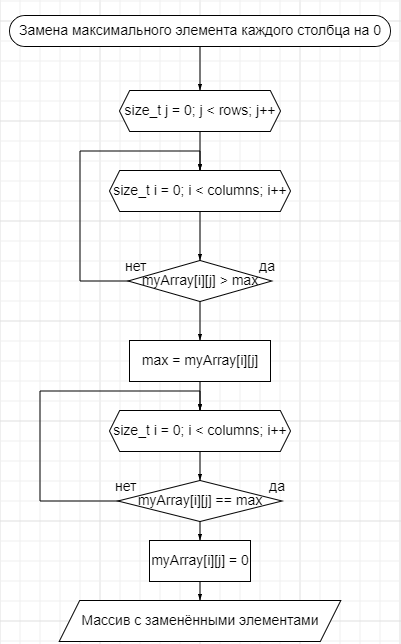 Замена максимального элемента каждого столбца на 0
size_t j = 0; j < rows; j++
size_t i = 0; i < columns; i++
нет
да
myArray[i][j] > max
max = myArray[i][j]
size_t i = 0; i < columns; i++
нет
да
myArray[i][j] == max
myArray[i][j] = 0
Массив с заменёнными элементами